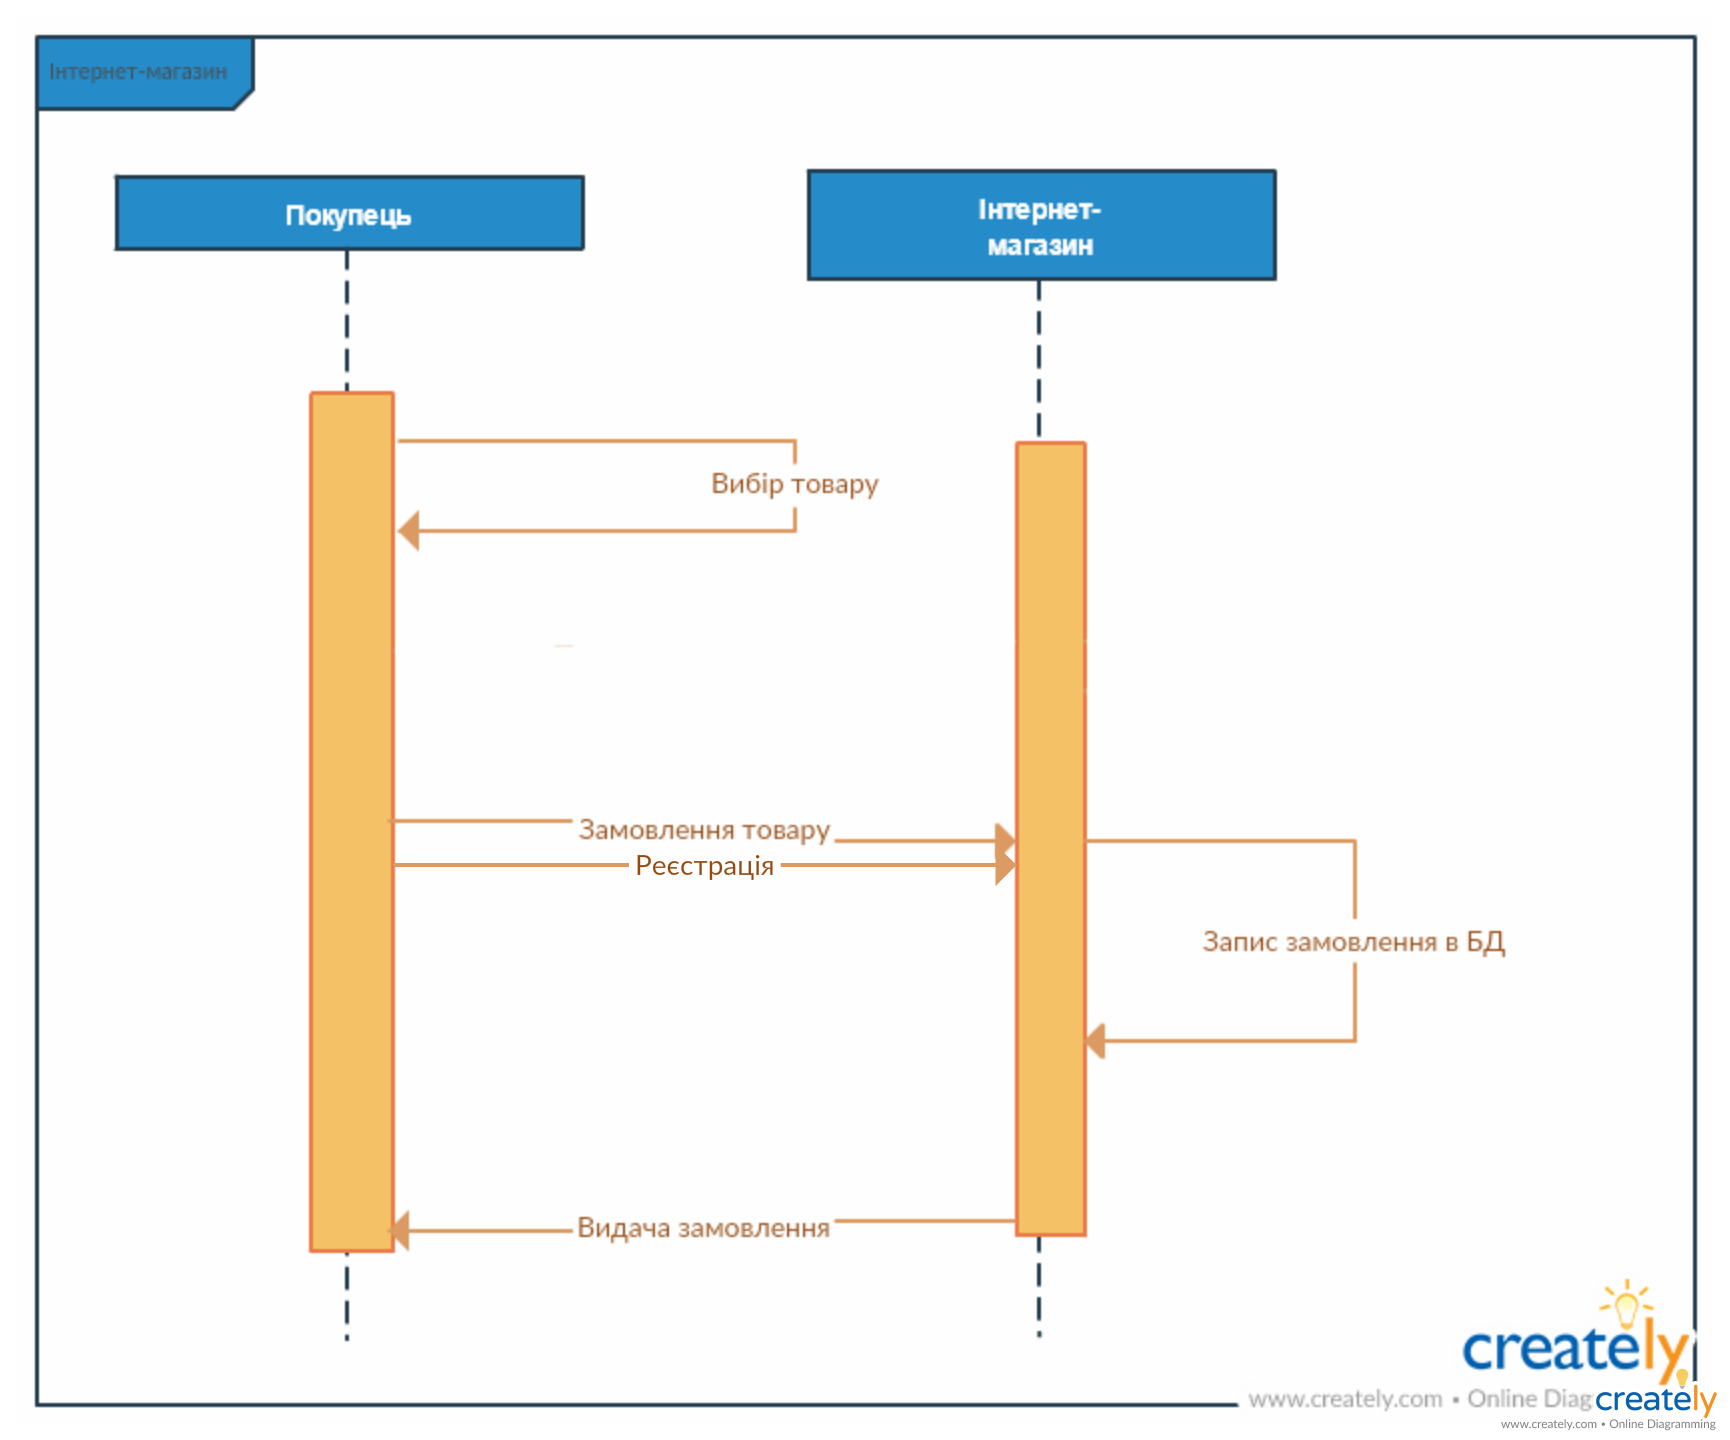 Інтернет-магазин
Покупець
Інтернет-
магазин
Вибір товару
Замовлення товару
Реєстрація
Запис замовлення в БД
Видача замовлення
creately
www.creately.com • Online Diag
creately
www.creately.com • Online Diagramming